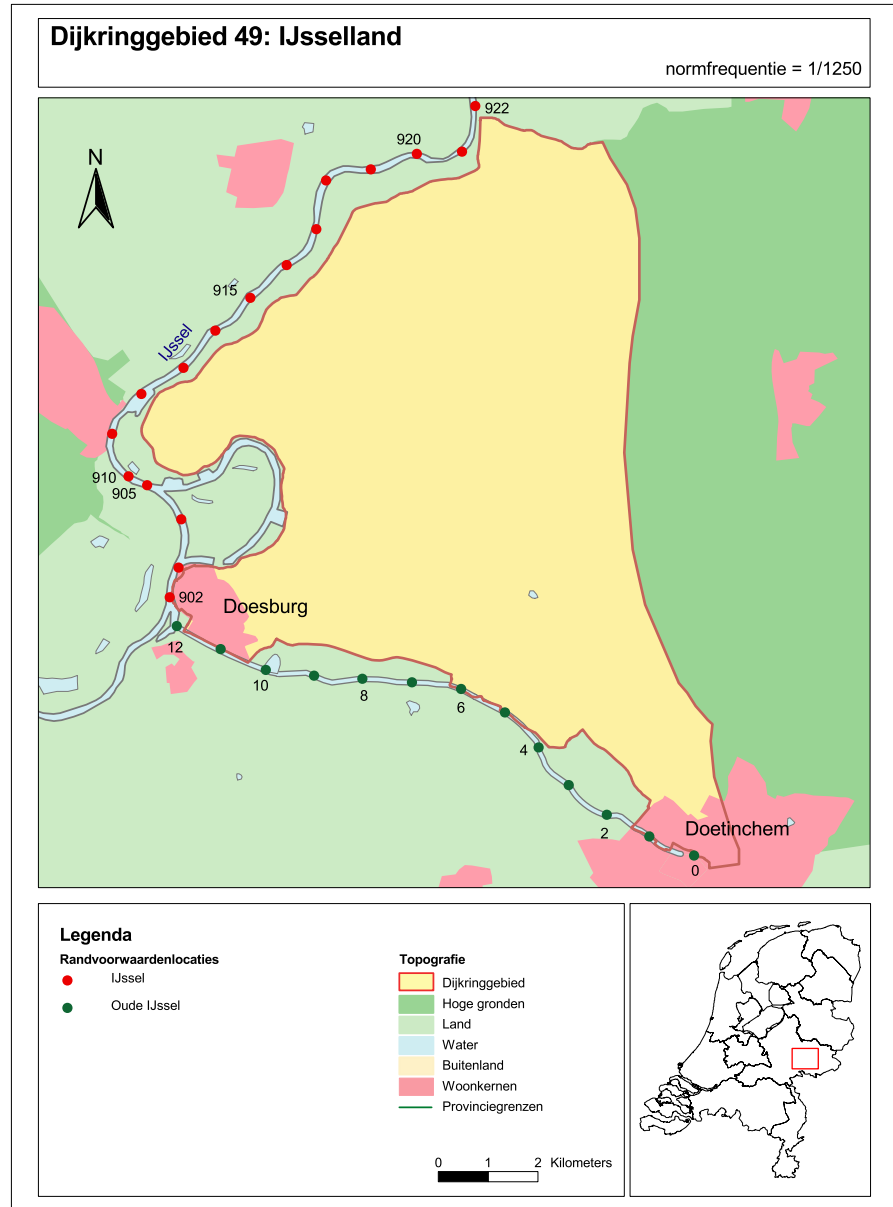 Dijkringgebied 49: IJsselland
normfrequentie = 1/1250
922
920
N
915
IJssel
910
905
902
Doesburg
12
10
8
6
4
2
Doetinchem
0
Legenda
Randvoorwaardenlocaties
IJssel
Oude IJssel
Topografie
Dijkringgebied
Hoge gronden
Land
Water
Buitenland
Woonkernen
Provinciegrenzen
0 1 2 Kilometers